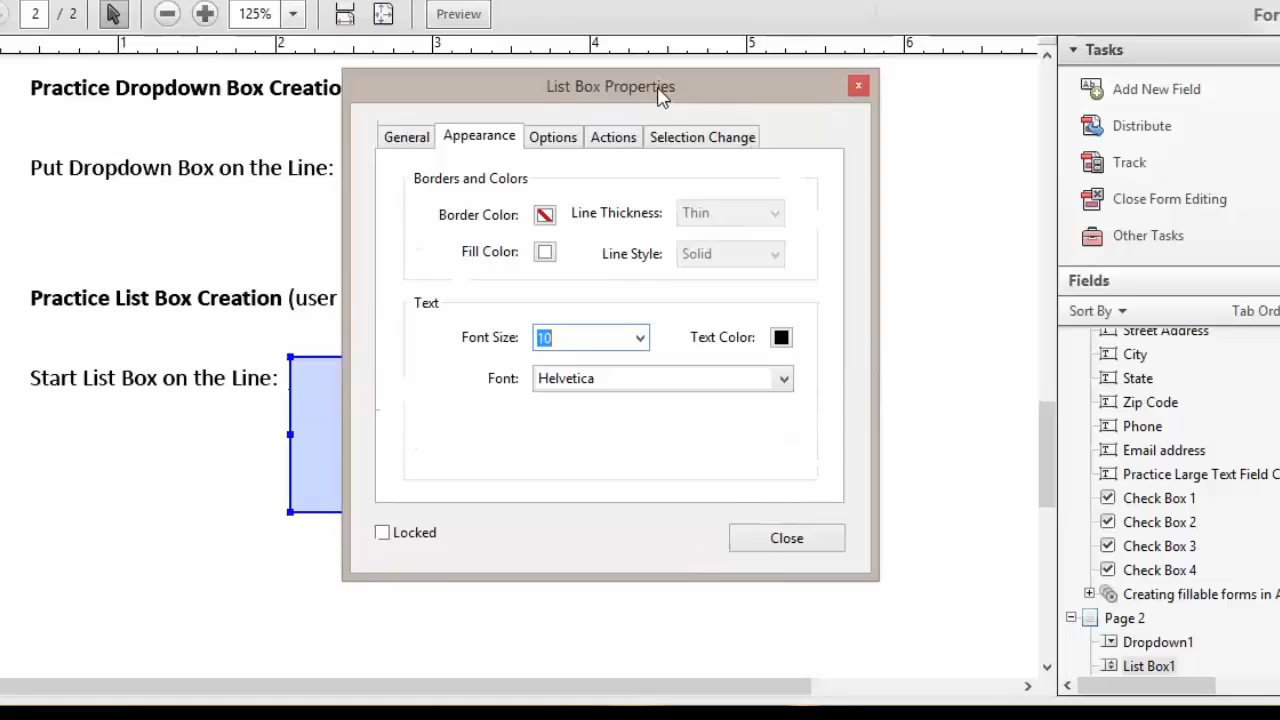 2 / 2 125% Preview For
1 2 3 4 5 6
Practice Dropdown Box Creatio
Put Dropdown Box on the Line:
Practice List Box Creation (user
Start List Box on the Line:
List Box Properties
x
General Appearance Options Actions Selection Change
Borders and Colors
Border Color: Line Thickness: Thin
Fill Color: Line Style: Solid
Text
Font Size: 10 Text Color:
Font: Helvetica
Locked Close
Tasks
Add New Field
Distribute
Track
Close Form Editing
Other Tasks
Fields
Sort By Tab Ord
Street Address
City
State
Zip Code
Phone
Email address
Practice Large Text Field C
Check Box 1
Check Box 2
Check Box 3
Check Box 4
Creating fillable forms in A
Page 2
Dropdown1
List Box1